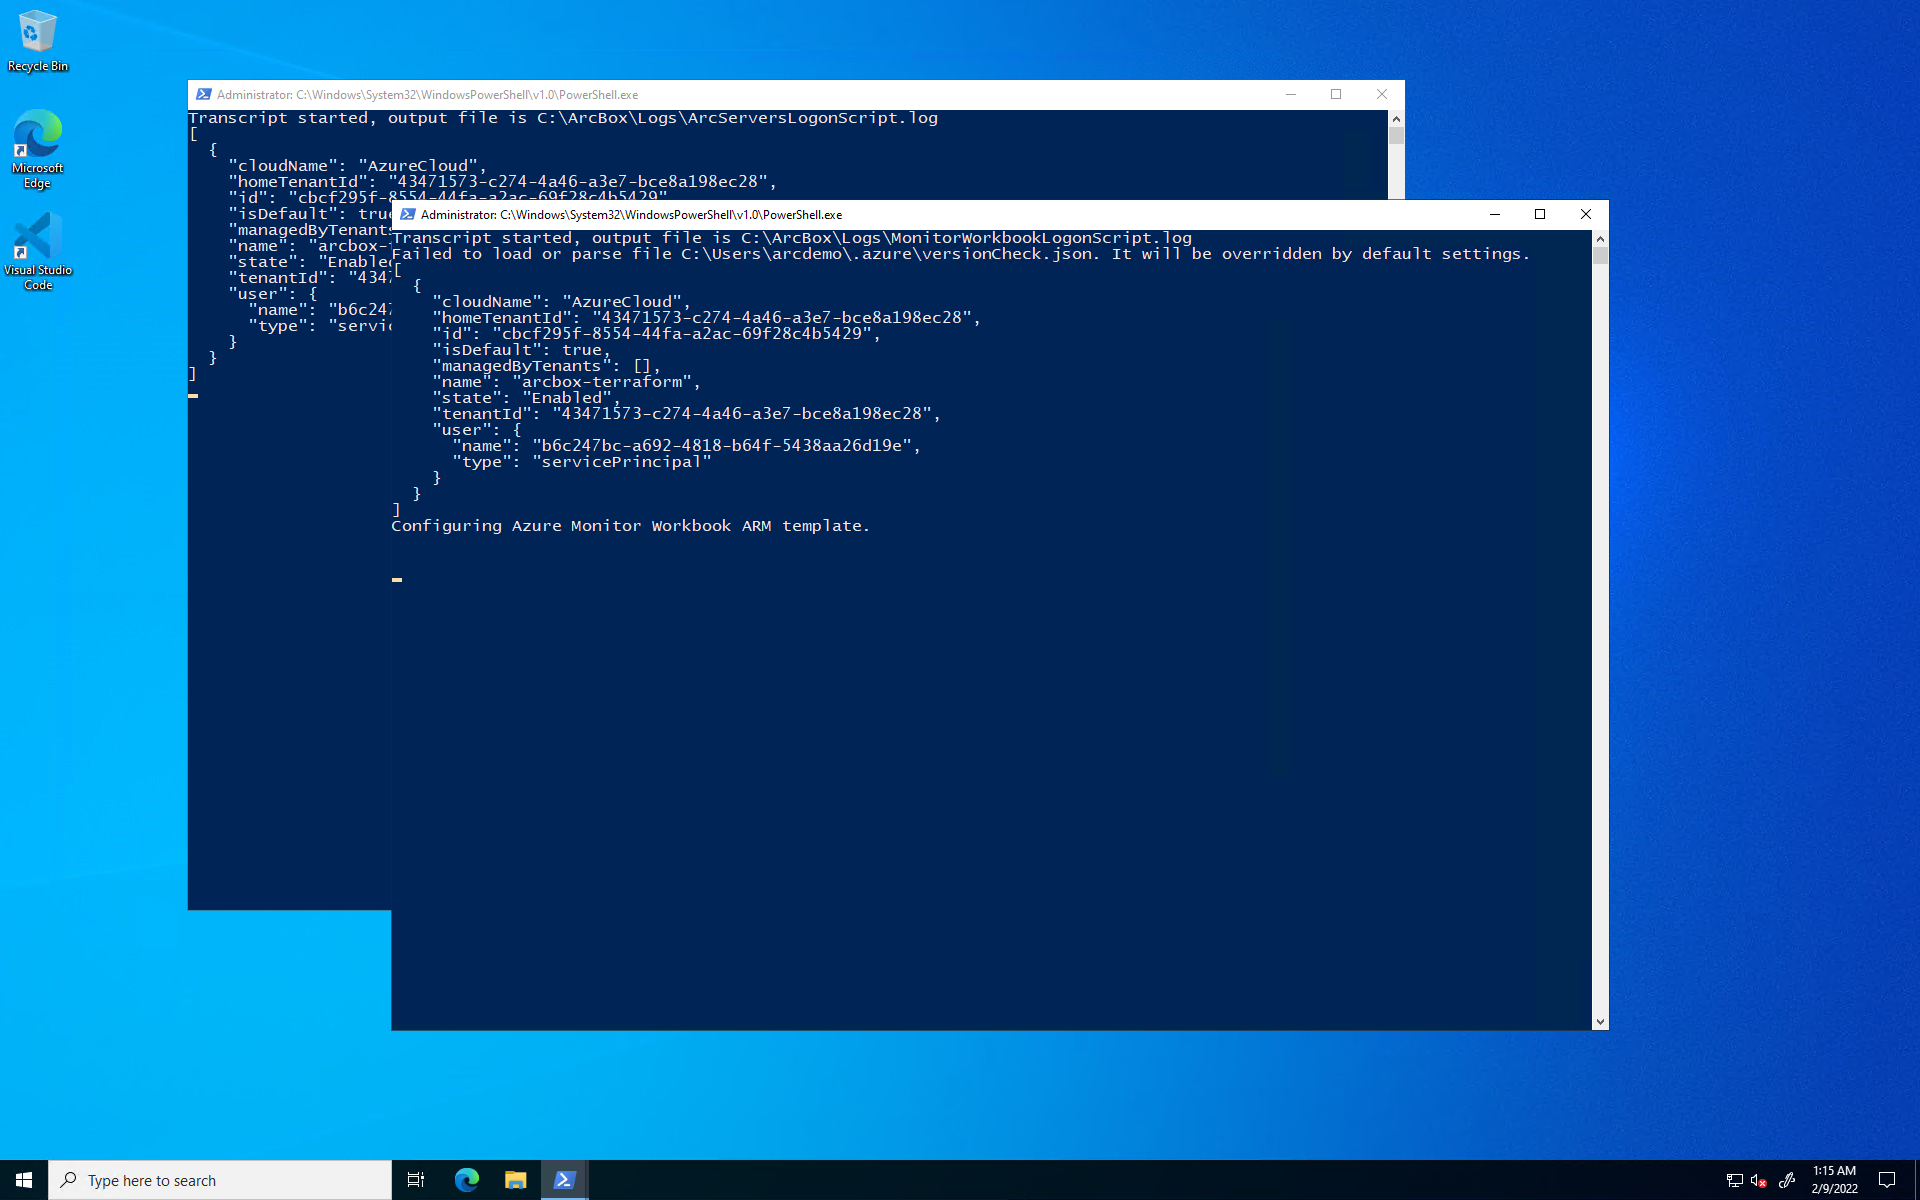 Recycle Bin
Microsoft
Edge
Visual Studio
Code
Administrator: C:\Windows\System32\WindowsPowerShell\v1.0\PowerShell.exe
Transcript started, output file is C:\ArcBox\Logs\ArcServersLogonScript.log
[
  {
    "cloudName": "AzureCloud",
    "homeTenantId": "43471573-c274-4a46-a3e7-bce8a198ec28",
    "id": "cbcf295f-8554-44fa-a2ac-69f28c4b5429"
    "isDefault": true
    "managedByTenants
    "name": "arcbox-
    "state": "Enabled
    "tenantId": "434
    "user": {
      "name": "b6c247
      "type": "servic
    }
  }
]
Administrator: C:\Windows\System32\WindowsPowerShell\v1.0\PowerShell.exe
Transcript started, output file is C:\ArcBox\Logs\MonitorWorkbookLogonScript.log
Failed to load or parse file C:\Users\arcdemo\.azure\versionCheck.json. It will be overridden by default settings.
[
  {
    "cloudName": "AzureCloud",
    "homeTenantId": "43471573-c274-4a46-a3e7-bce8a198ec28",
    "id": "cbcf295f-8554-44fa-a2ac-69f28c4b5429",
    "isDefault": true,
    "managedByTenants": [],
    "name": "arcbox-terraform",
    "state": "Enabled",
    "tenantId": "43471573-c274-4a46-a3e7-bce8a198ec28",
    "user": {
      "name": "b6c247bc-a692-4818-b64f-5438aa26d19e",
      "type": "servicePrincipal"
    }
  }
]
Configuring Azure Monitor Workbook ARM template.
Type here to search
1:15 AM
2/9/2022